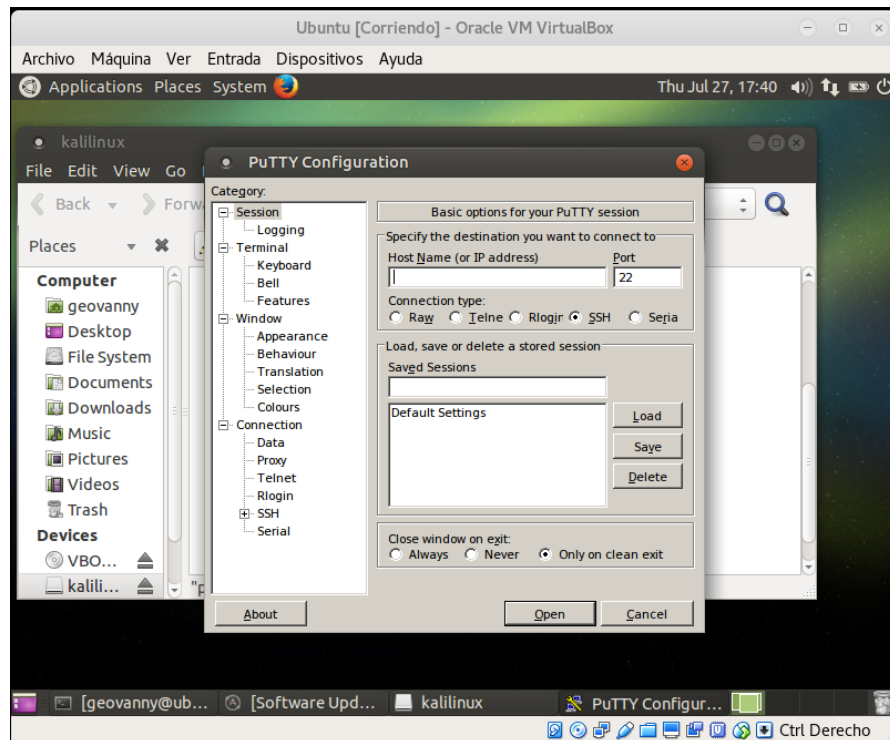 Ubuntu [Corriendo] - Oracle VM VirtualBox
Archivo Máquina Ver Entrada Dispositivos Ayuda
Applications Places System Thu Jul 27, 17:40
kalilinux
File Edit View Go
Back Forw
Places
Computer
geovanny
Desktop
File System
Documents
Downloads
Music
Pictures
Videos
Trash
Devices
VBO...
kalili...
"p
PuTTY Configuration
Category:
Session
Logging
Terminal
Keyboard
Bell
Features
Window
Appearance
Behaviour
Translation
Selection
Colours
Connection
Data
Proxy
Telnet
Rlogin
SSH
Serial
Basic options for your PuTTY session
Specify the destination you want to connect to
Host Name (or IP address) Port
22
Connection type:
Raw Telne Rlogin SSH Seria
Load, save or delete a stored session
Saved Sessions
Default Settings
Load
Save
Delete
Close window on exit:
Always Never Only on clean exit
About Open Cancel
[geovanny@ub... [Software Upd... kalilinux PuTTY Configur...
Ctrl Derecho